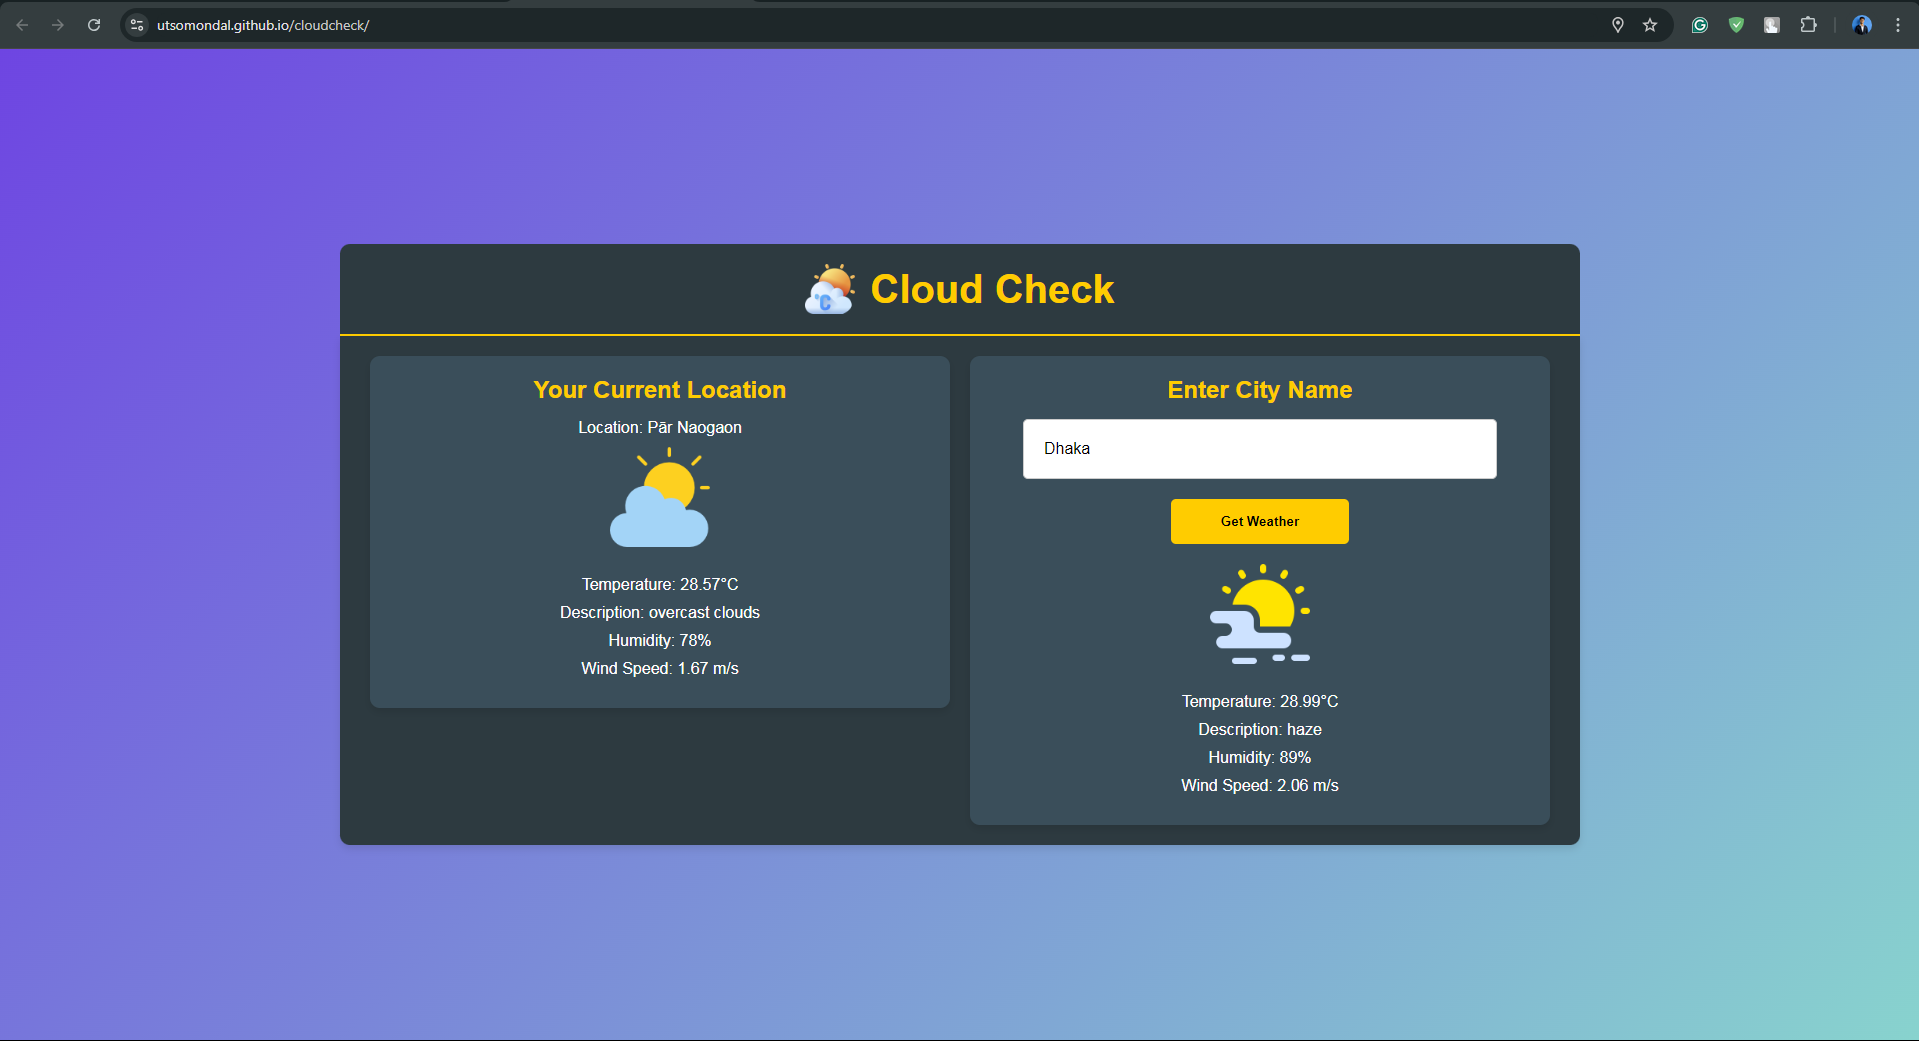 utsomondal.github.io/cloudcheck/
°C
Cloud Check
Your Current Location
Location: Pār Naogaon
Temperature: 28.57°C
Description: overcast clouds
Humidity: 78%
Wind Speed: 1.67 m/s
Enter City Name
Dhaka
Get Weather
Temperature: 28.99°C
Description: haze
Humidity: 89%
Wind Speed: 2.06 m/s